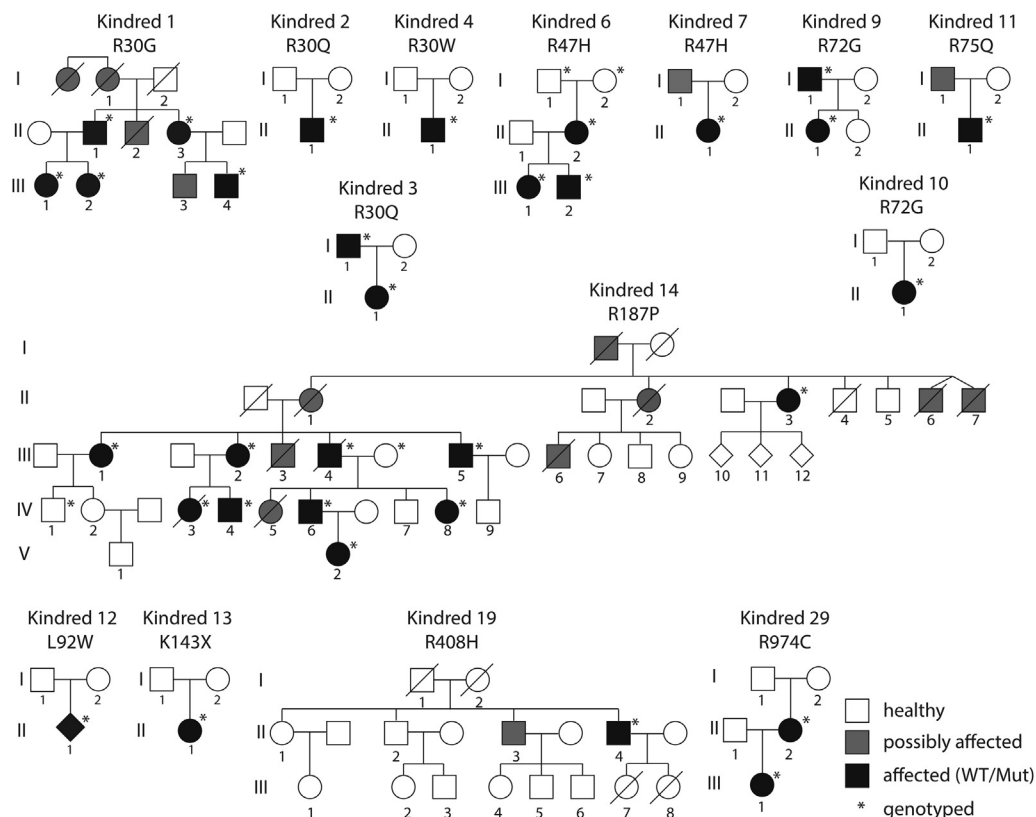 Kindred 1
R30G
Kindred 2
R30Q
Kindred 4
R30W
Kindred 6
R47H
Kindred 7
R47H
Kindred 9
R72G
Kindred 11
R75Q
I
1 2 1 2 1 2 1 * 2 * 1 2 1 * 2 1 2
II
1 * 2 3 * II 1 * II 1 * II 1 2 * II 1 * II 1 * 2 II 1 *
III
1 * 2 * 3 4 * III 1 * 2 *
Kindred 3
R30Q
I 1 * 2
II 1 *
Kindred 10
R72G
I 1 2
II 1 *
Kindred 14
R187P
I
II 1 2 3 * 4 5 6 7
III 1 * 2 * 3 4 * * 5 * 6 7 8 9 10 11 12
IV 1 * 2 3 * 4 * 5 6 * 7 8 * 9
V 1 2 *
Kindred 12
L92W
I 1 2
II 1 *
Kindred 13
K143X
I 1 2
II 1 *
Kindred 19
R408H
I 1 2
II 1 2 3 4 *
III 1 2 3 4 5 6 7 8
Kindred 29
R974C
I 1 2
II 1 2 *
III 1 *
healthy
possibly affected
affected (WT/Mut)
* genotyped